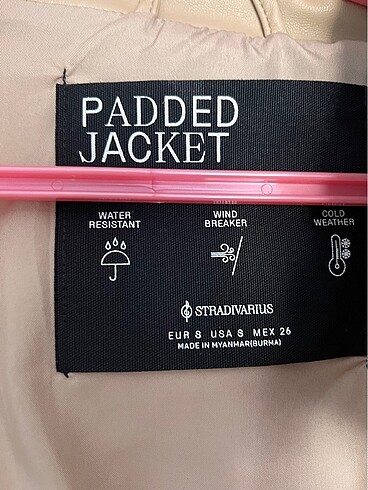 PADDED
JACKET
WATER
RESISTANT
WIND
BREAKER
COLD
WEATHER
STRADIVARIUS
EUR S USA S MEX 26
MADE IN MYANMAR(BURMA)